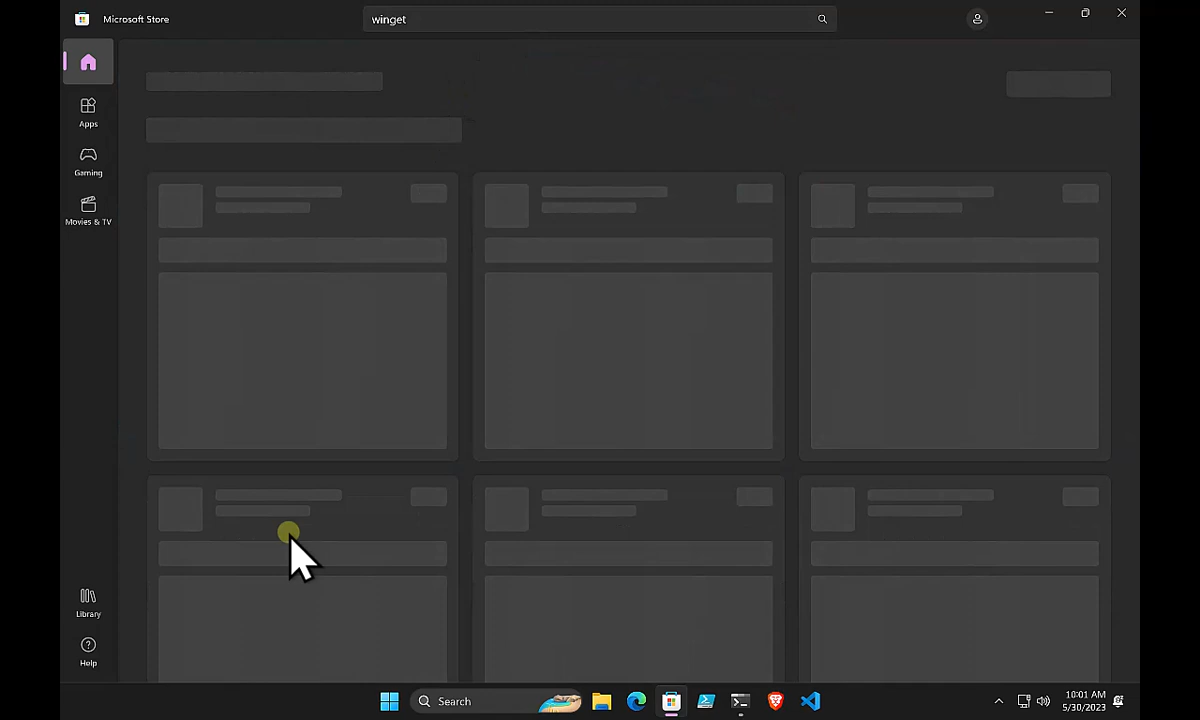 Microsoft Store
winget
Apps
Gaming
Movies & TV
Library
Help
Search
10:01 AM
5/30/2023